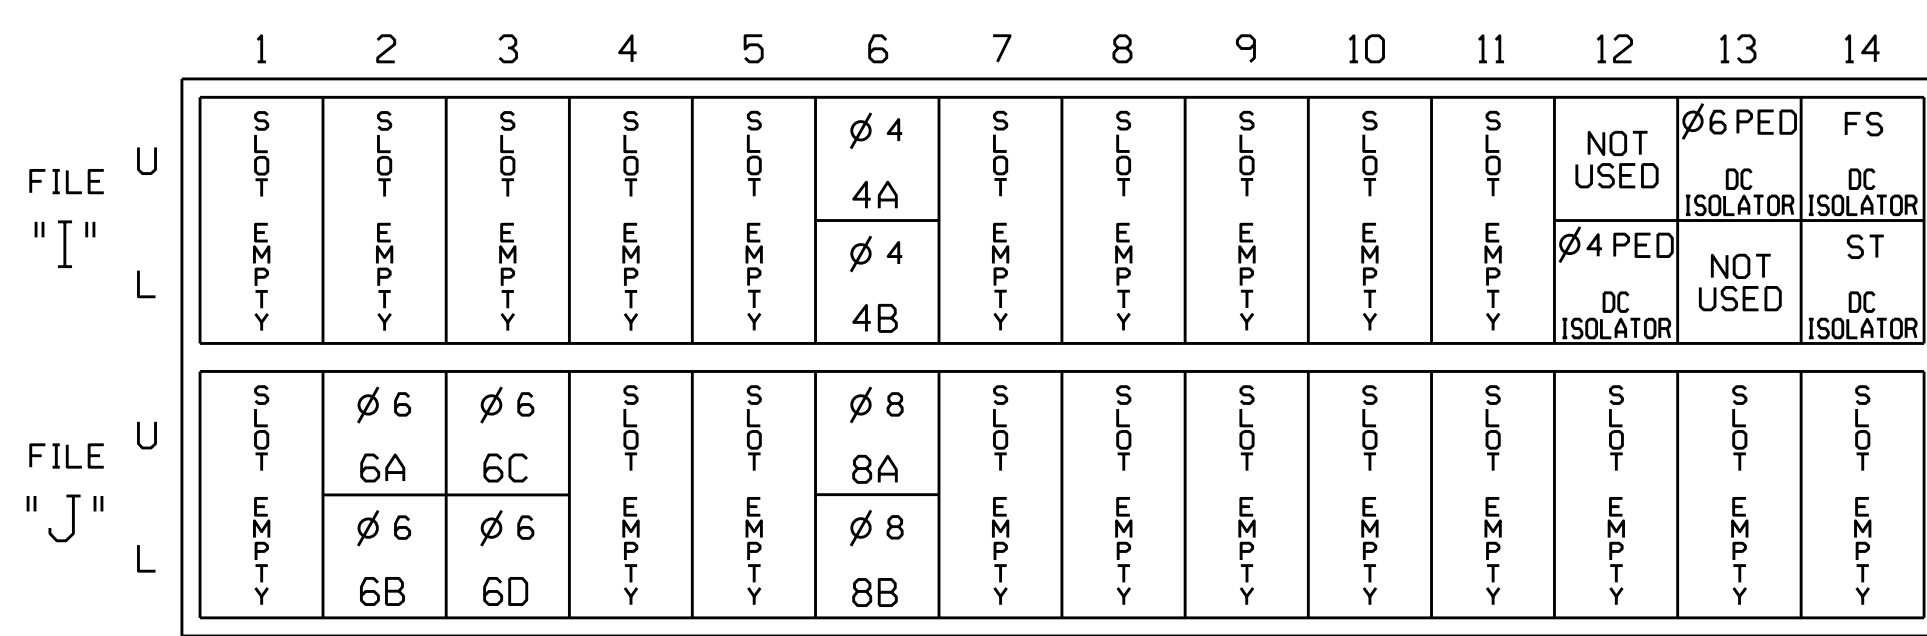 1 2 3 4 5 6 7 8 9 10 11 12 13 14
FILE "I"
U
L
SLOT EMPTY
SLOT EMPTY
SLOT EMPTY
SLOT EMPTY
SLOT EMPTY
Ø 4
4A
Ø 4
4B
SLOT EMPTY
SLOT EMPTY
SLOT EMPTY
SLOT EMPTY
SLOT EMPTY
NOT
USED
Ø4 PED
DC
ISOLATOR
Ø6 PED
DC
ISOLATOR
NOT
USED
FS
DC
ISOLATOR
ST
DC
ISOLATOR
FILE "J"
U
L
SLOT EMPTY
Ø 6
6A
Ø 6
6B
Ø 6
6C
Ø 6
6D
SLOT EMPTY
SLOT EMPTY
Ø 8
8A
Ø 8
8B
SLOT EMPTY
SLOT EMPTY
SLOT EMPTY
SLOT EMPTY
SLOT EMPTY
SLOT EMPTY
SLOT EMPTY
SLOT EMPTY